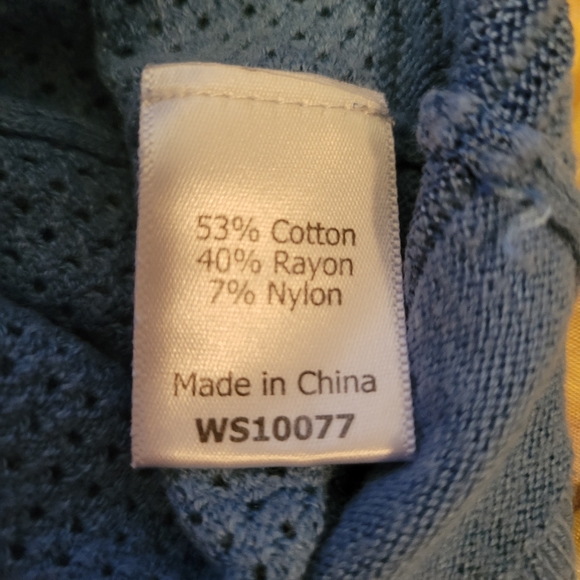 53% Cotton
40% Rayon
7% Nylon
Made in China
WS10077